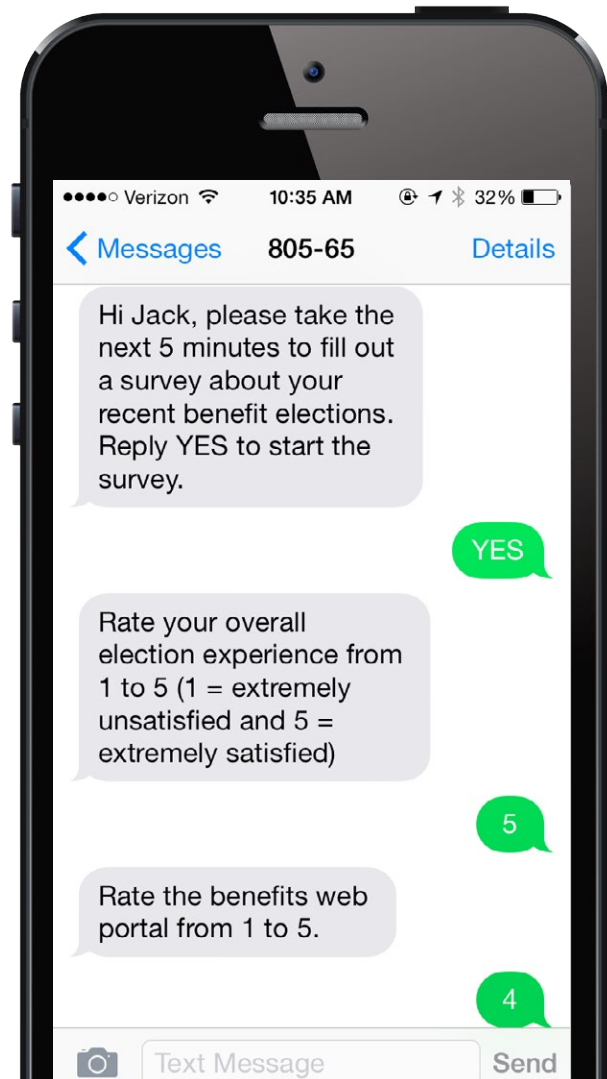 Verizon 10:35 AM 32%
Messages 805-65 Details
Hi Jack, please take the
next 5 minutes to fill out
a survey about your
recent benefit elections.
Reply YES to start the
survey.
YES
Rate your overall
election experience from
1 to 5 (1 = extremely
unsatisfied and 5 =
extremely satisfied)
5
Rate the benefits web
portal from 1 to 5.
4
Text Message Send